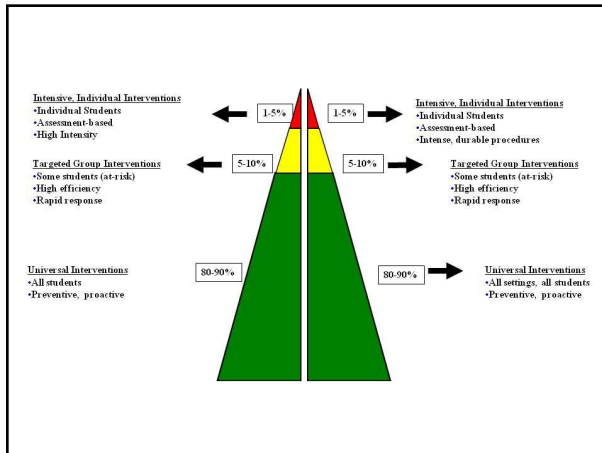 Intensive, Individual Interventions
•Individual Students
•Assessment-based
•High Intensity
1-5%
1-5%
Intensive, Individual Interventions
•Individual Students
•Assessment-based
•Intense, durable procedures
Targeted Group Interventions
•Some students (at-risk)
•High efficiency
•Rapid response
5-10%
5-10%
Targeted Group Interventions
•Some students (at-risk)
•High efficiency
•Rapid response
Universal Interventions
•All students
•Preventive, proactive
80-90%
80-90%
Universal Interventions
•All settings, all students
•Preventive, proactive